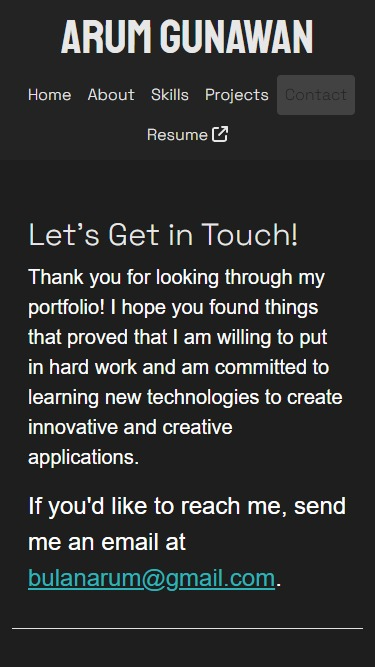 ARUM GUNAWAN
Home About Skills Projects Contact
Resume
Let's Get in Touch!
Thank you for looking through my
portfolio! I hope you found things
that proved that I am willing to put
in hard work and am committed to
learning new technologies to create
innovative and creative
applications.
If you'd like to reach me, send
me an email at
bulanarum@gmail.com.